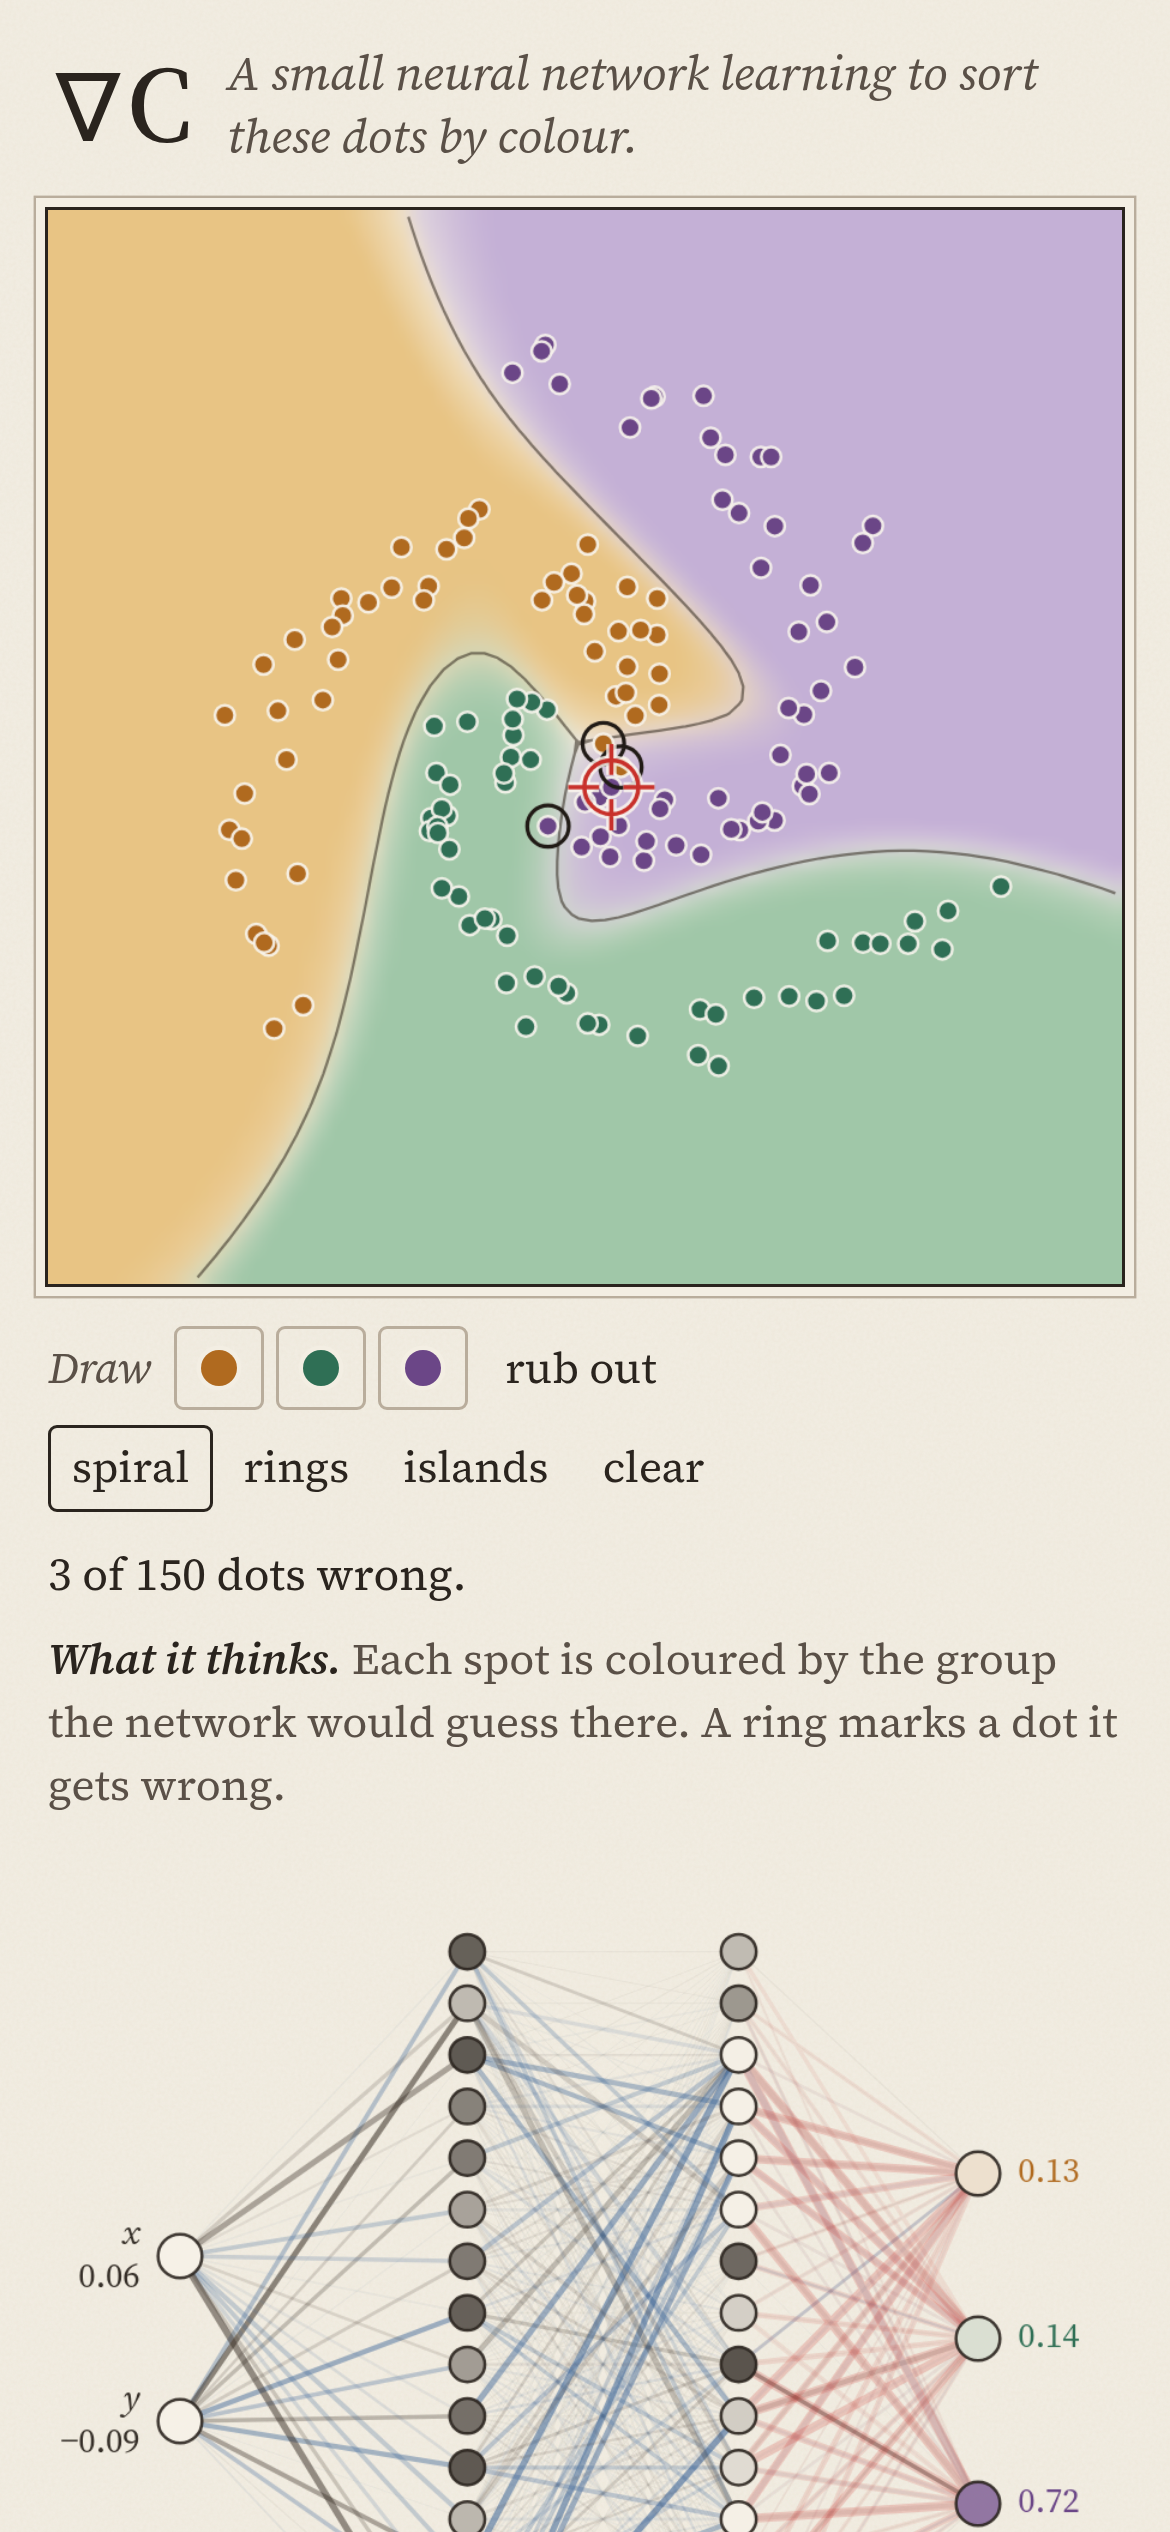 ∇C
A small neural network learning to sort
these dots by colour.
Draw
rub out
spiral
rings
islands
clear
3 of 150 dots wrong.
What it thinks. Each spot is coloured by the group
the network would guess there. A ring marks a dot it
gets wrong.
x
0.06
y
−0.09
0.13
0.14
0.72